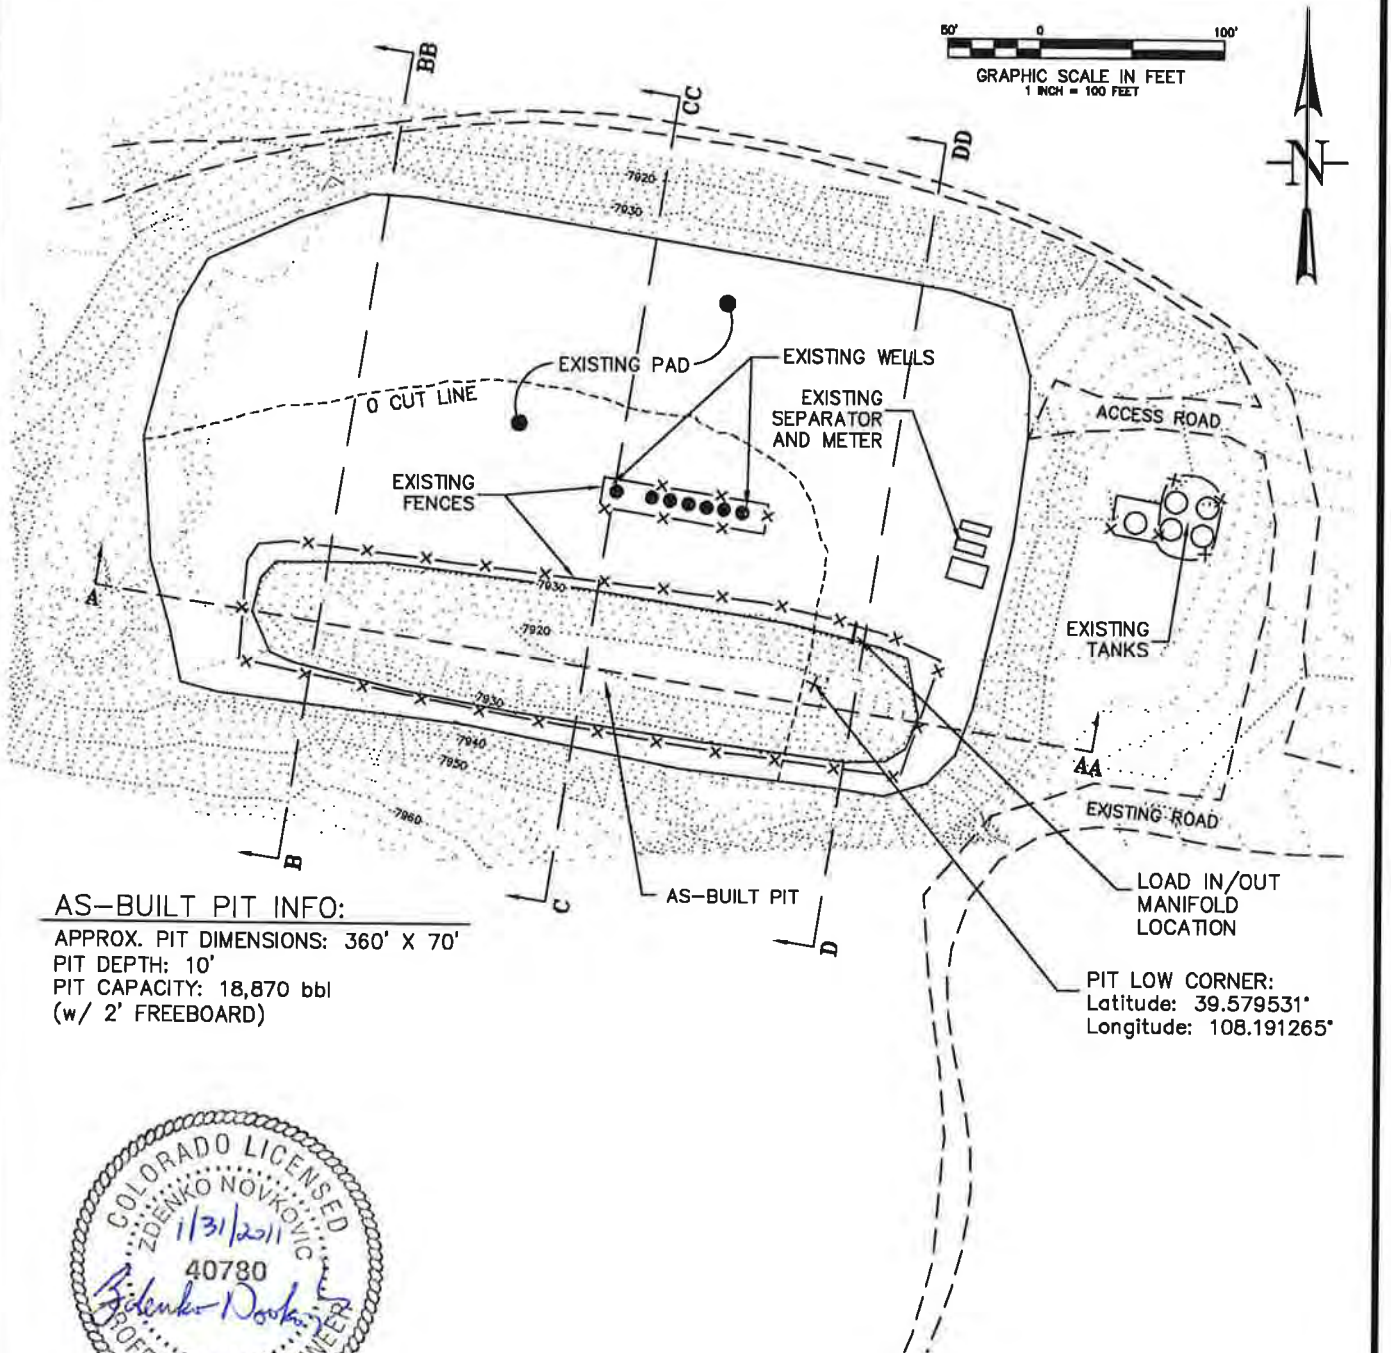 50' 0 100'
GRAPHIC SCALE IN FEET
1 INCH = 100 FEET
N
BB
CC
DD
7920
7930
EXISTING PAD
EXISTING WELLS
0 CUT LINE
EXISTING
SEPARATOR
AND METER
ACCESS ROAD
EXISTING
FENCES
A
7930
7920
EXISTING
TANKS
7930
7940
7950
7960
AA
EXISTING ROAD
B
C
D
AS-BUILT PIT
LOAD IN/OUT
MANIFOLD
LOCATION
PIT LOW CORNER:
Latitude: 39.579531°
Longitude: 108.191265°
AS-BUILT PIT INFO:
APPROX. PIT DIMENSIONS: 360' X 70'
PIT DEPTH: 10'
PIT CAPACITY: 18,870 bbl
(w/ 2' FREEBOARD)
COLORADO LICENSED
ZDENKO NOVKOVIC
1/31/2011
40780